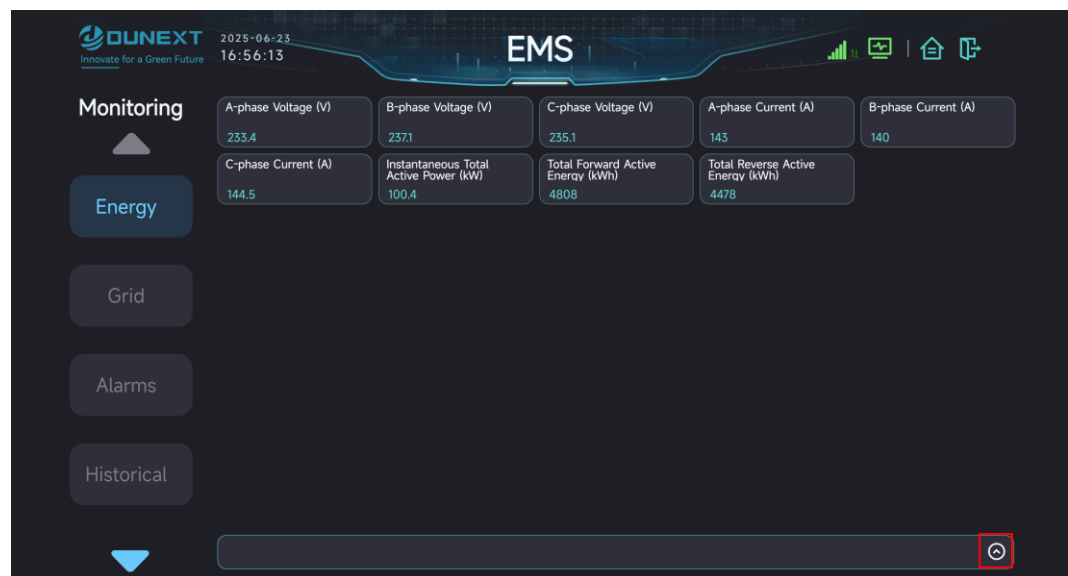 DUNEXT
Innovate for a Green Future
2025-06-23
16:56:13
EMS
11
Monitoring
Energy
Grid
Alarms
Historical
A-phase Voltage (V)
233.4
B-phase Voltage (V)
237.1
C-phase Voltage (V)
235.1
A-phase Current (A)
143
B-phase Current (A)
140
C-phase Current (A)
144.5
Instantaneous Total
Active Power (kW)
100.4
Total Forward Active
Energy (kWh)
4808
Total Reverse Active
Energy (kWh)
4478